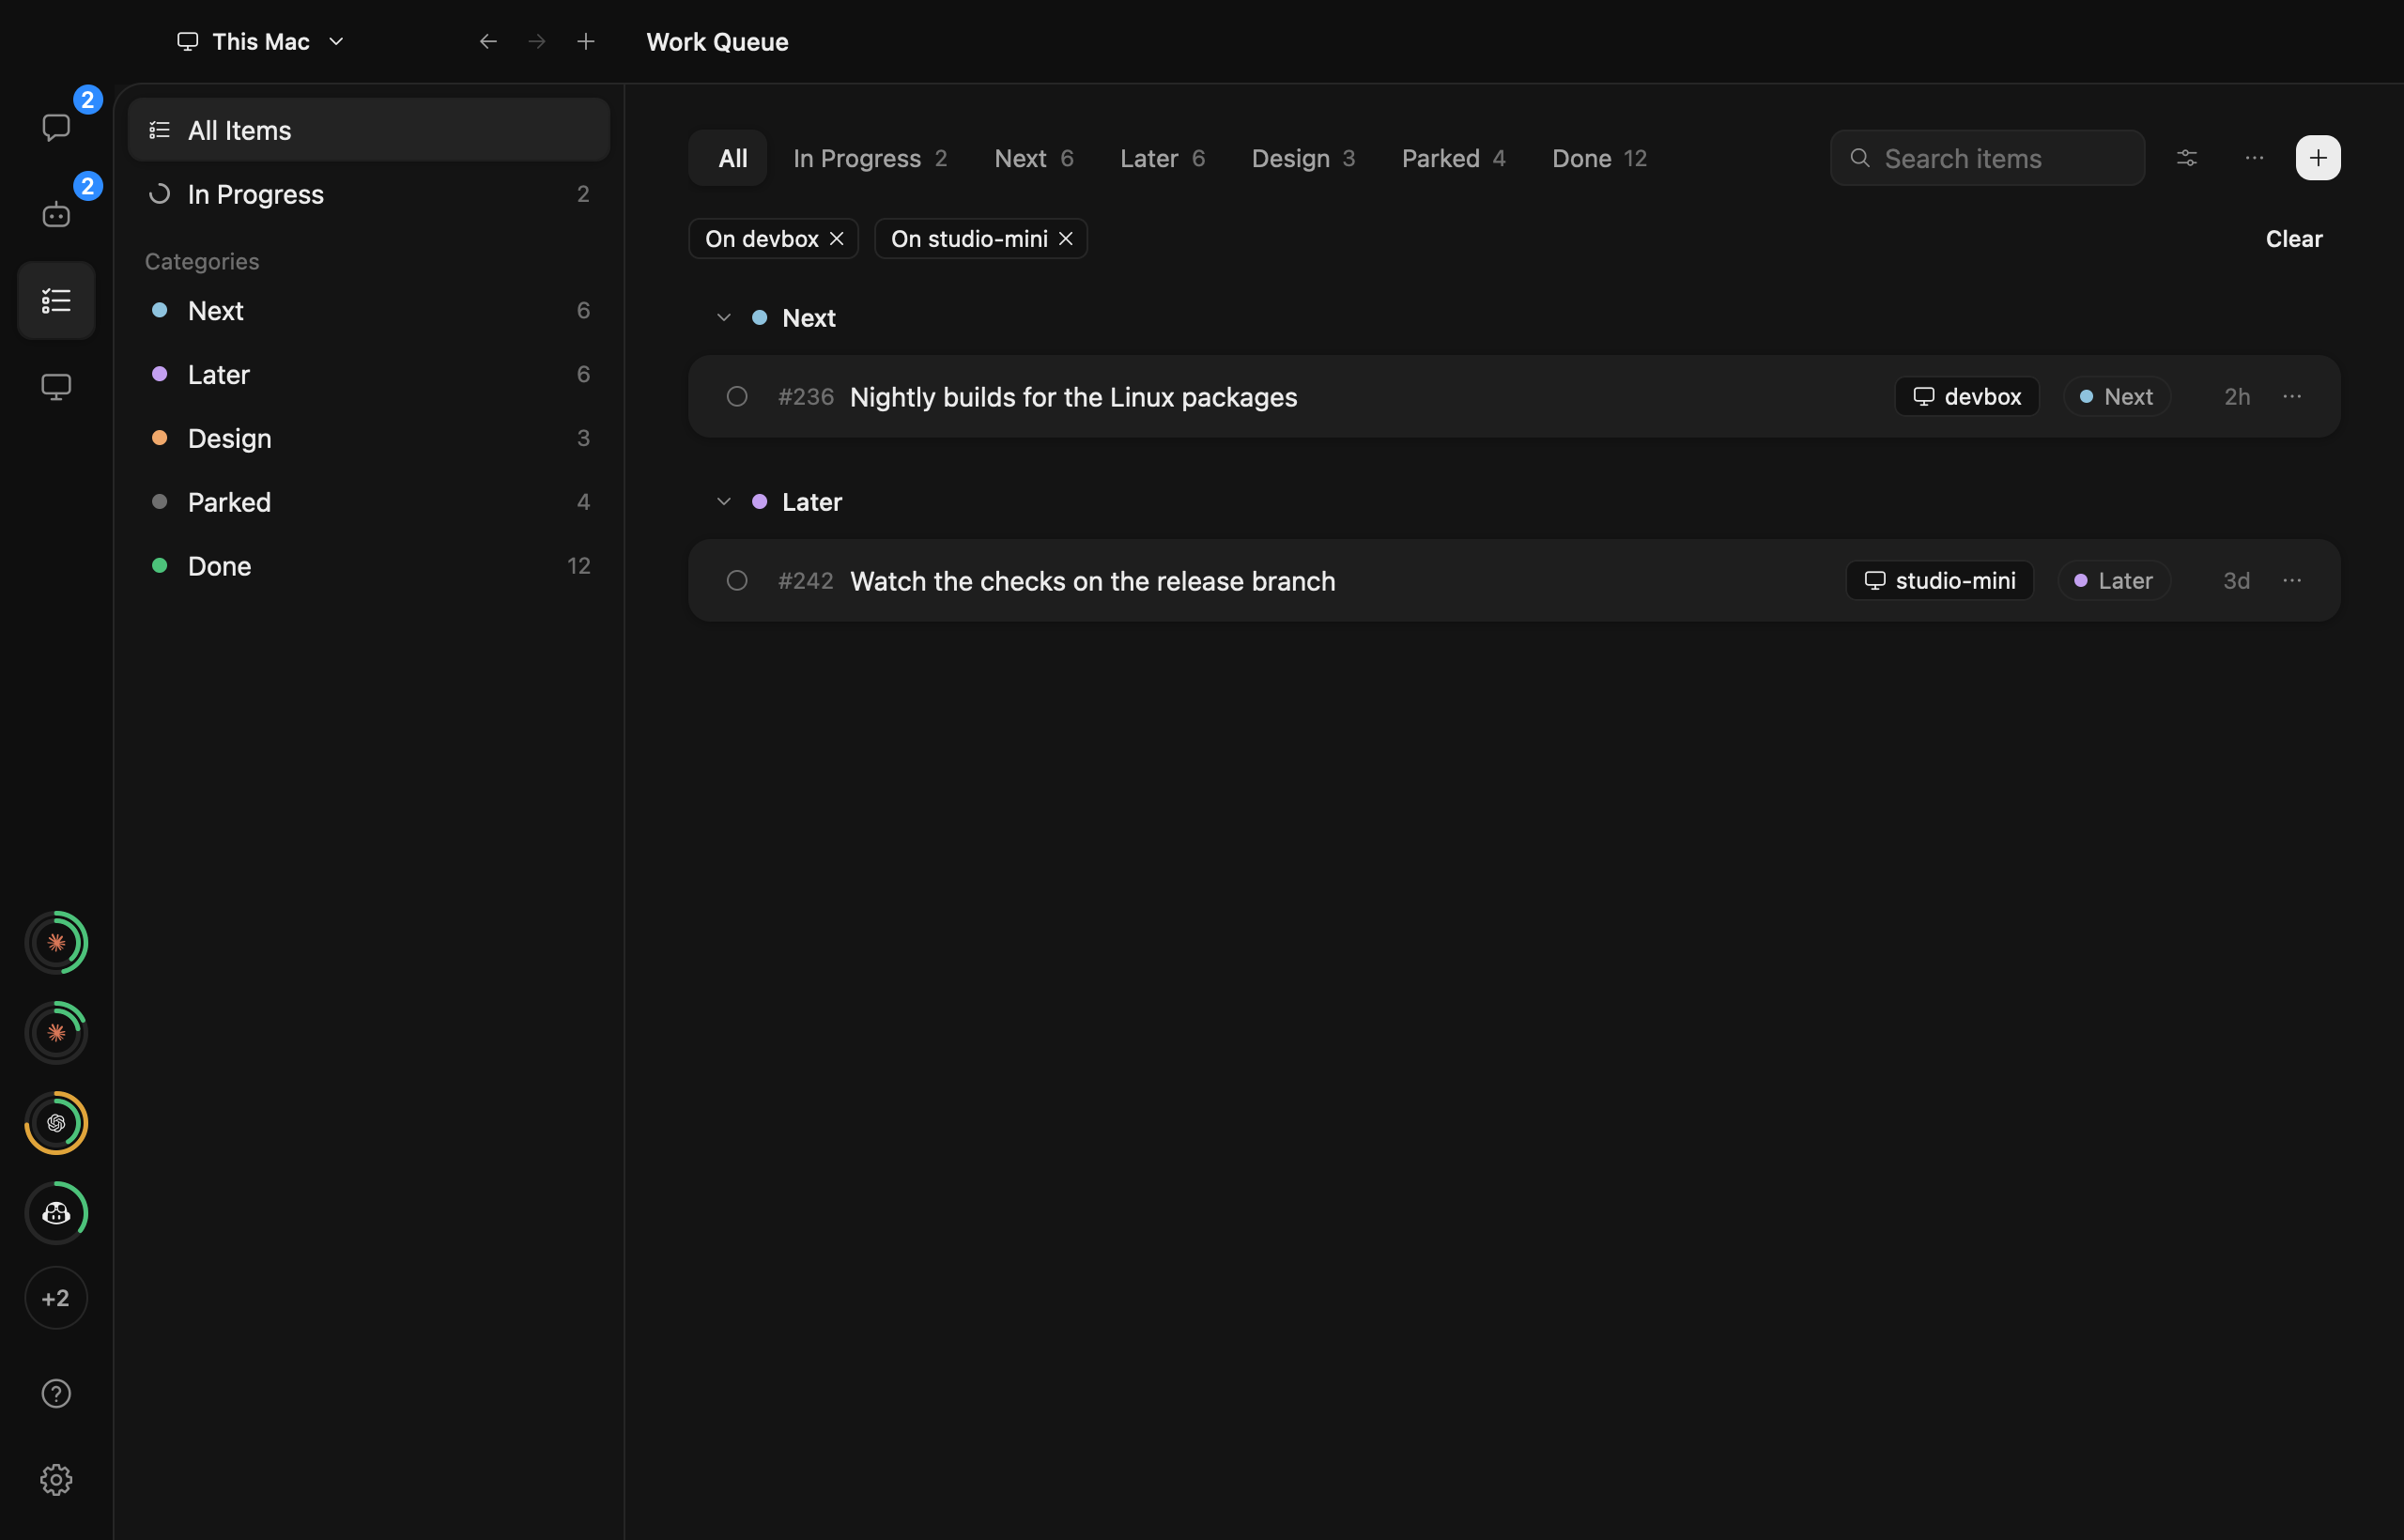 This Mac
Work Queue
2
2
All Items
In Progress 2
Categories
Next 6
Later 6
Design 3
Parked 4
Done 12
+2
All In Progress 2 Next 6 Later 6 Design 3 Parked 4 Done 12 Search items
On devbox On studio-mini Clear
Next
#236 Nightly builds for the Linux packages devbox Next 2h
Later
#242 Watch the checks on the release branch studio-mini Later 3d